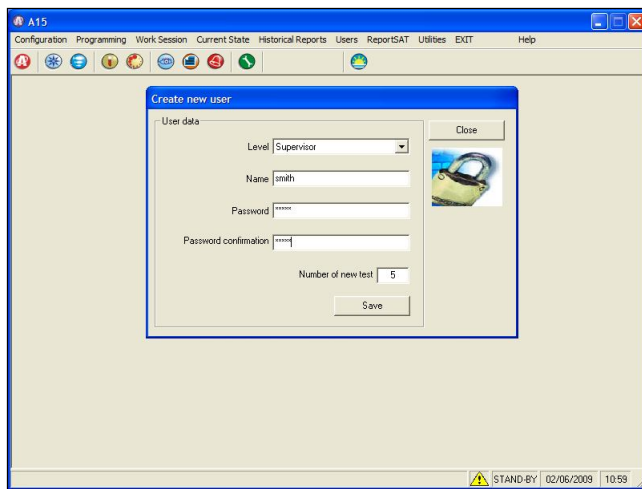 A15
Configuration Programming Work Session Current State Historical Reports Users ReportSAT Utilities EXIT Help
Create new user
User data
Close
Level Supervisor
Name smith
Password *****
Password confirmation *****
Number of new test 5
Save
STAND-BY 02/06/2009 10:59